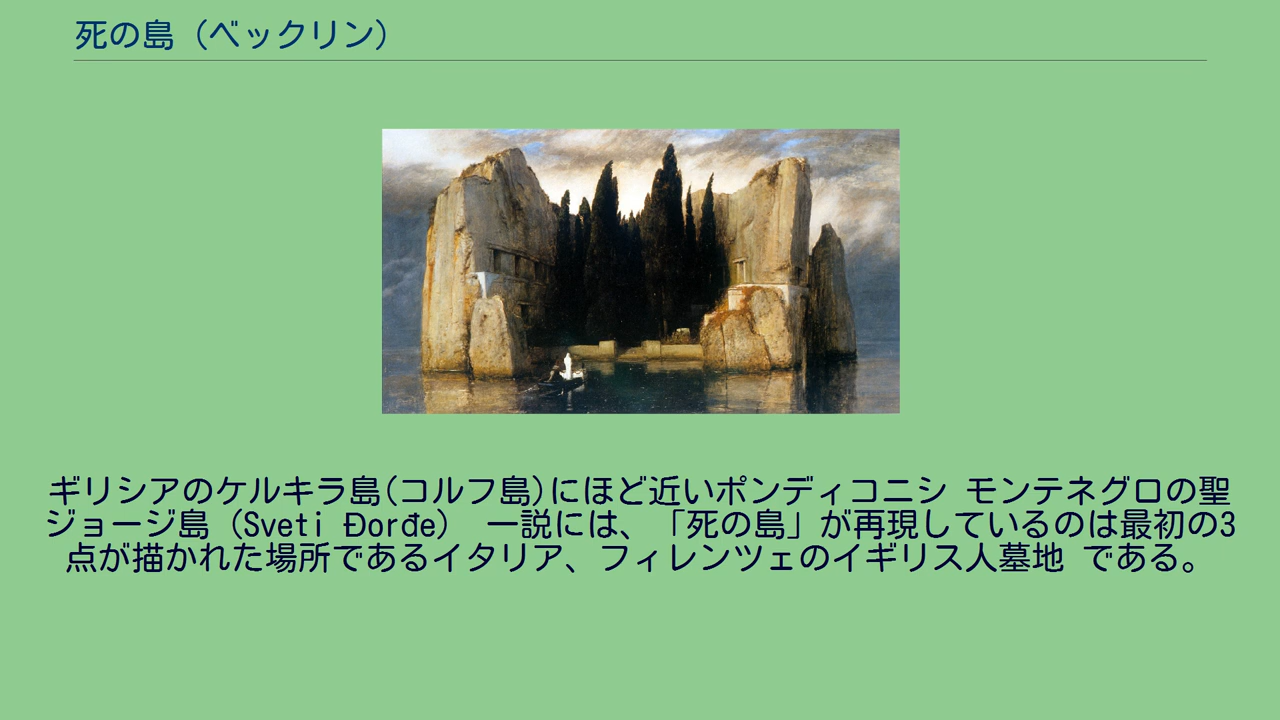 死の島 (ベックリン)
ギリシアのケルキラ島(コルフ島)にほど近いポンディコニシ モンテネグロの聖
ジョージ島 (Sveti Đorđe) 一説には、「死の島」が再現しているのは最初の3
点が描かれた場所であるイタリア、フィレンツェのイギリス人墓地 である。